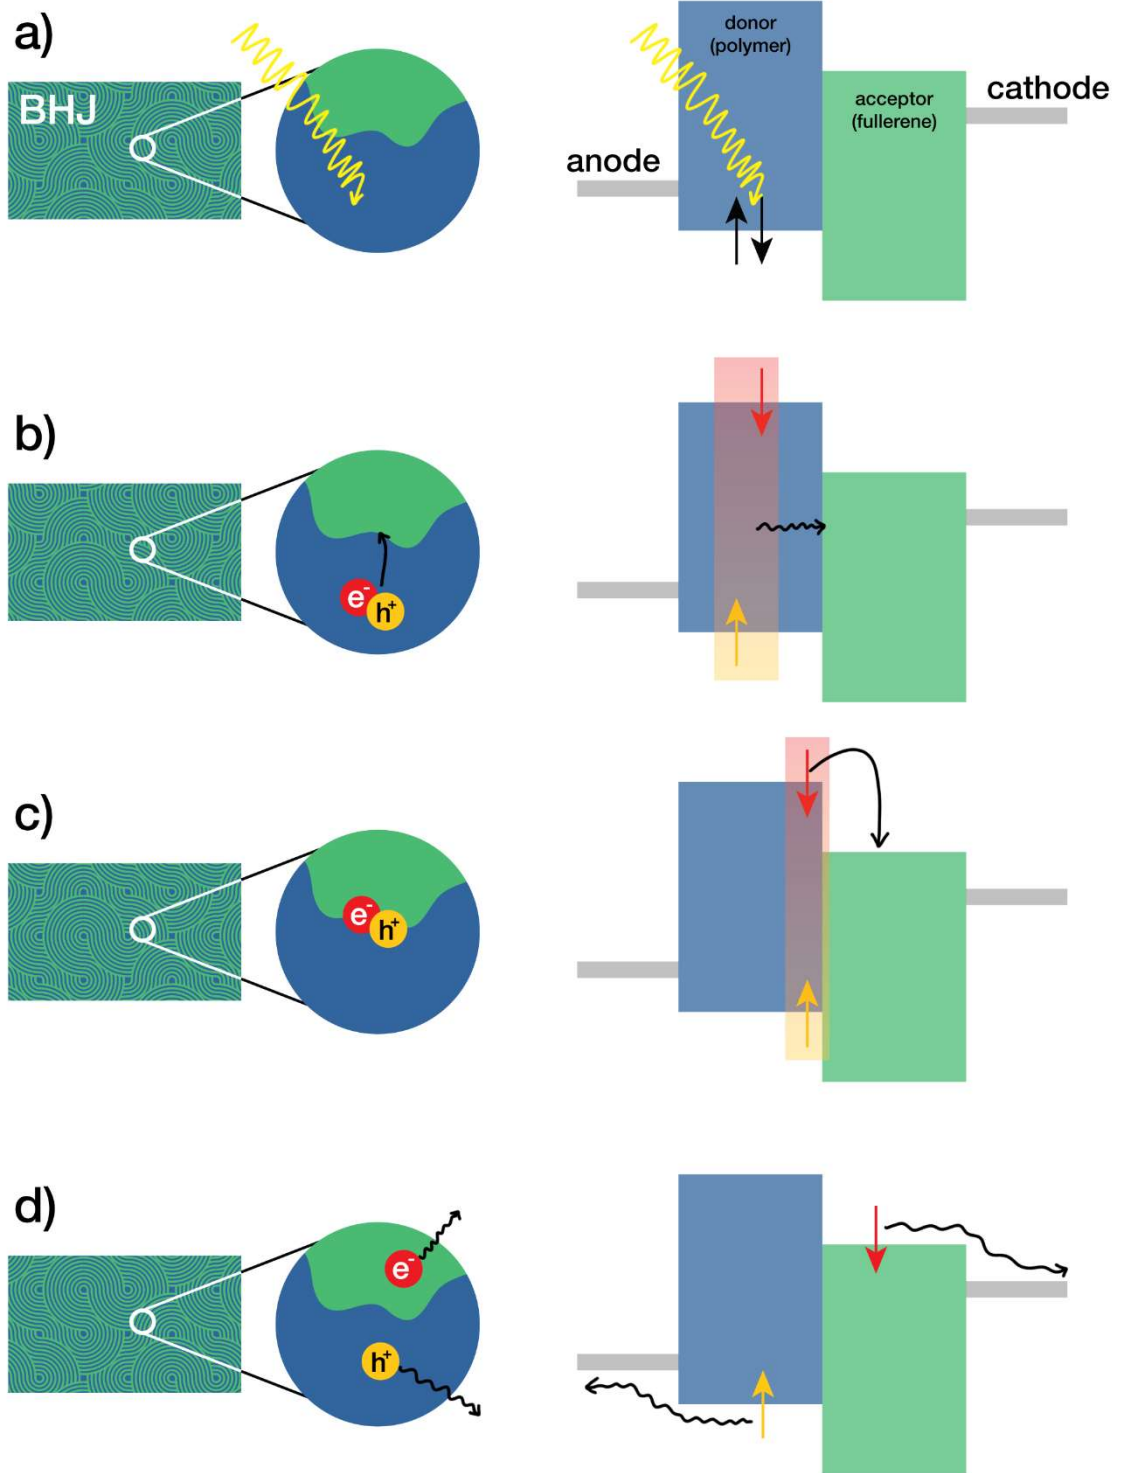 a)
BHJ
donor
(polymer)
acceptor
(fullerene)
cathode
anode
b)
e-
h+
c)
e-
h+
d)
e-
h+